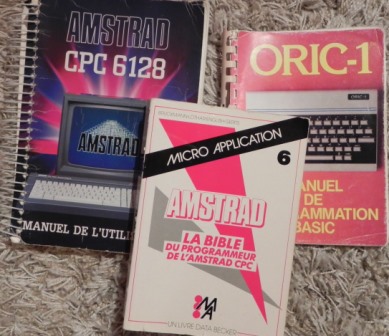 AMSTRAD
CPC 6128
AMSTRAD
MANUEL DE L'UTIL
ORIC-1
ORIC-1
ANUEL
DE
AMMATION
BASIC
MICRO APPLICATION
6
AMSTRAD
LA BIBLE
DU PROGRAMMEUR
DE L'AMSTRAD CPC
MA
UN LIVRE DATA BECKER